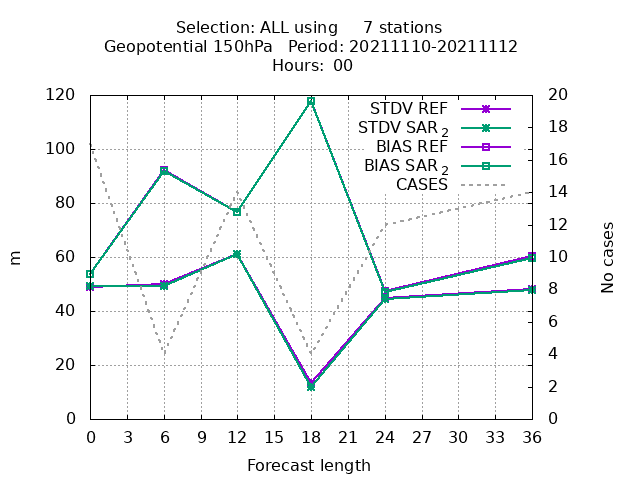 Selection: ALL using 7 stations
Geopotential 150hPa Period: 20211110-20211112
Hours: 00
STDV REF
STDV SAR 2
BIAS REF
BIAS SAR 2
CASES
120
100
80
60
40
20
0
m
20
18
16
14
12
10
8
6
4
2
0
No cases
0 3 6 9 12 15 18 21 24 27 30 33 36
Forecast length